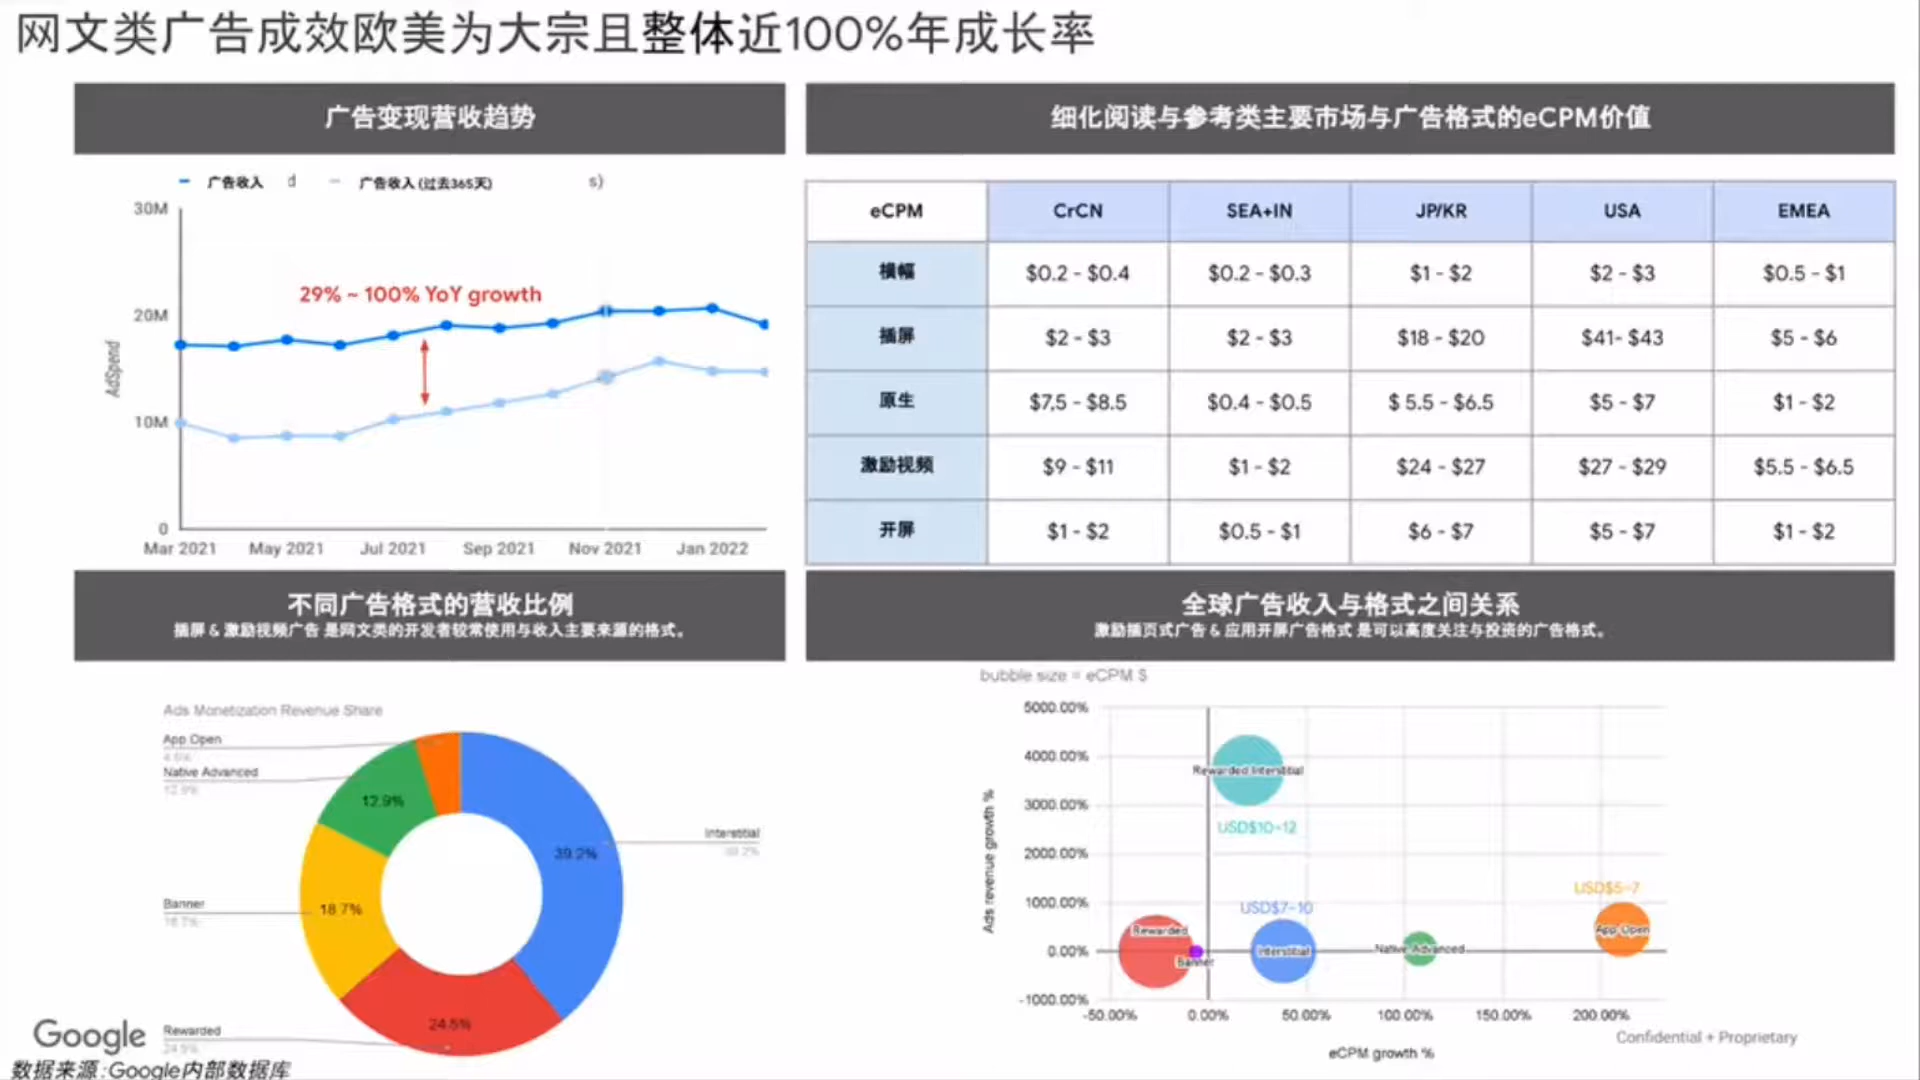 网文类广告成效欧美为大宗且整体近100%年成长率
广告变现营收趋势
广告收入 d 广告收入 (过去365天) s)
30M
20M
10M
0
AdSpend
29% ~ 100% YoY growth
Mar 2021 May 2021 Jul 2021 Sep 2021 Nov 2021 Jan 2022
细化阅读与参考类主要市场与广告格式的eCPM价值
eCPM CrCN SEA+IN JP/KR USA EMEA
横幅 $0.2 - $0.4 $0.2 - $0.3 $1 - $2 $2 - $3 $0.5 - $1
插屏 $2 - $3 $2 - $3 $18 - $20 $41- $43 $5 - $6
原生 $7.5 - $8.5 $0.4 - $0.5 $ 5.5 - $6.5 $5 - $7 $1 - $2
激励视频 $9 - $11 $1 - $2 $24 - $27 $27 - $29 $5.5 - $6.5
开屏 $1 - $2 $0.5 - $1 $6 - $7 $5 - $7 $1 - $2
不同广告格式的营收比例
插屏 & 激励视频广告 是网文类的开发者较常使用与收入主要来源的格式。
Ads Monetization Revenue Share
App Open
4.6%
Native Advanced
12.9%
12.9%
Interstitial
39.2%
39.2%
Banner
18.7%
18.7%
Rewarded
24.5%
24.5%
全球广告收入与格式之间关系
激励插页式广告 & 应用开屏广告格式 是可以高度关注与投资的广告格式。
bubble size = eCPM $
5000.00%
4000.00%
3000.00%
2000.00%
1000.00%
0.00%
-1000.00%
Ads revenue growth %
Rewarded Interstitial
USD$10-12
USD$5-7
USD$7-10
Rewarded
Banner
Interstitial
Native Advanced
App Open
-50.00% 0.00% 50.00% 100.00% 150.00% 200.00%
eCPM growth %
Confidential + Proprietary
Google
数据来源:Google内部数据库